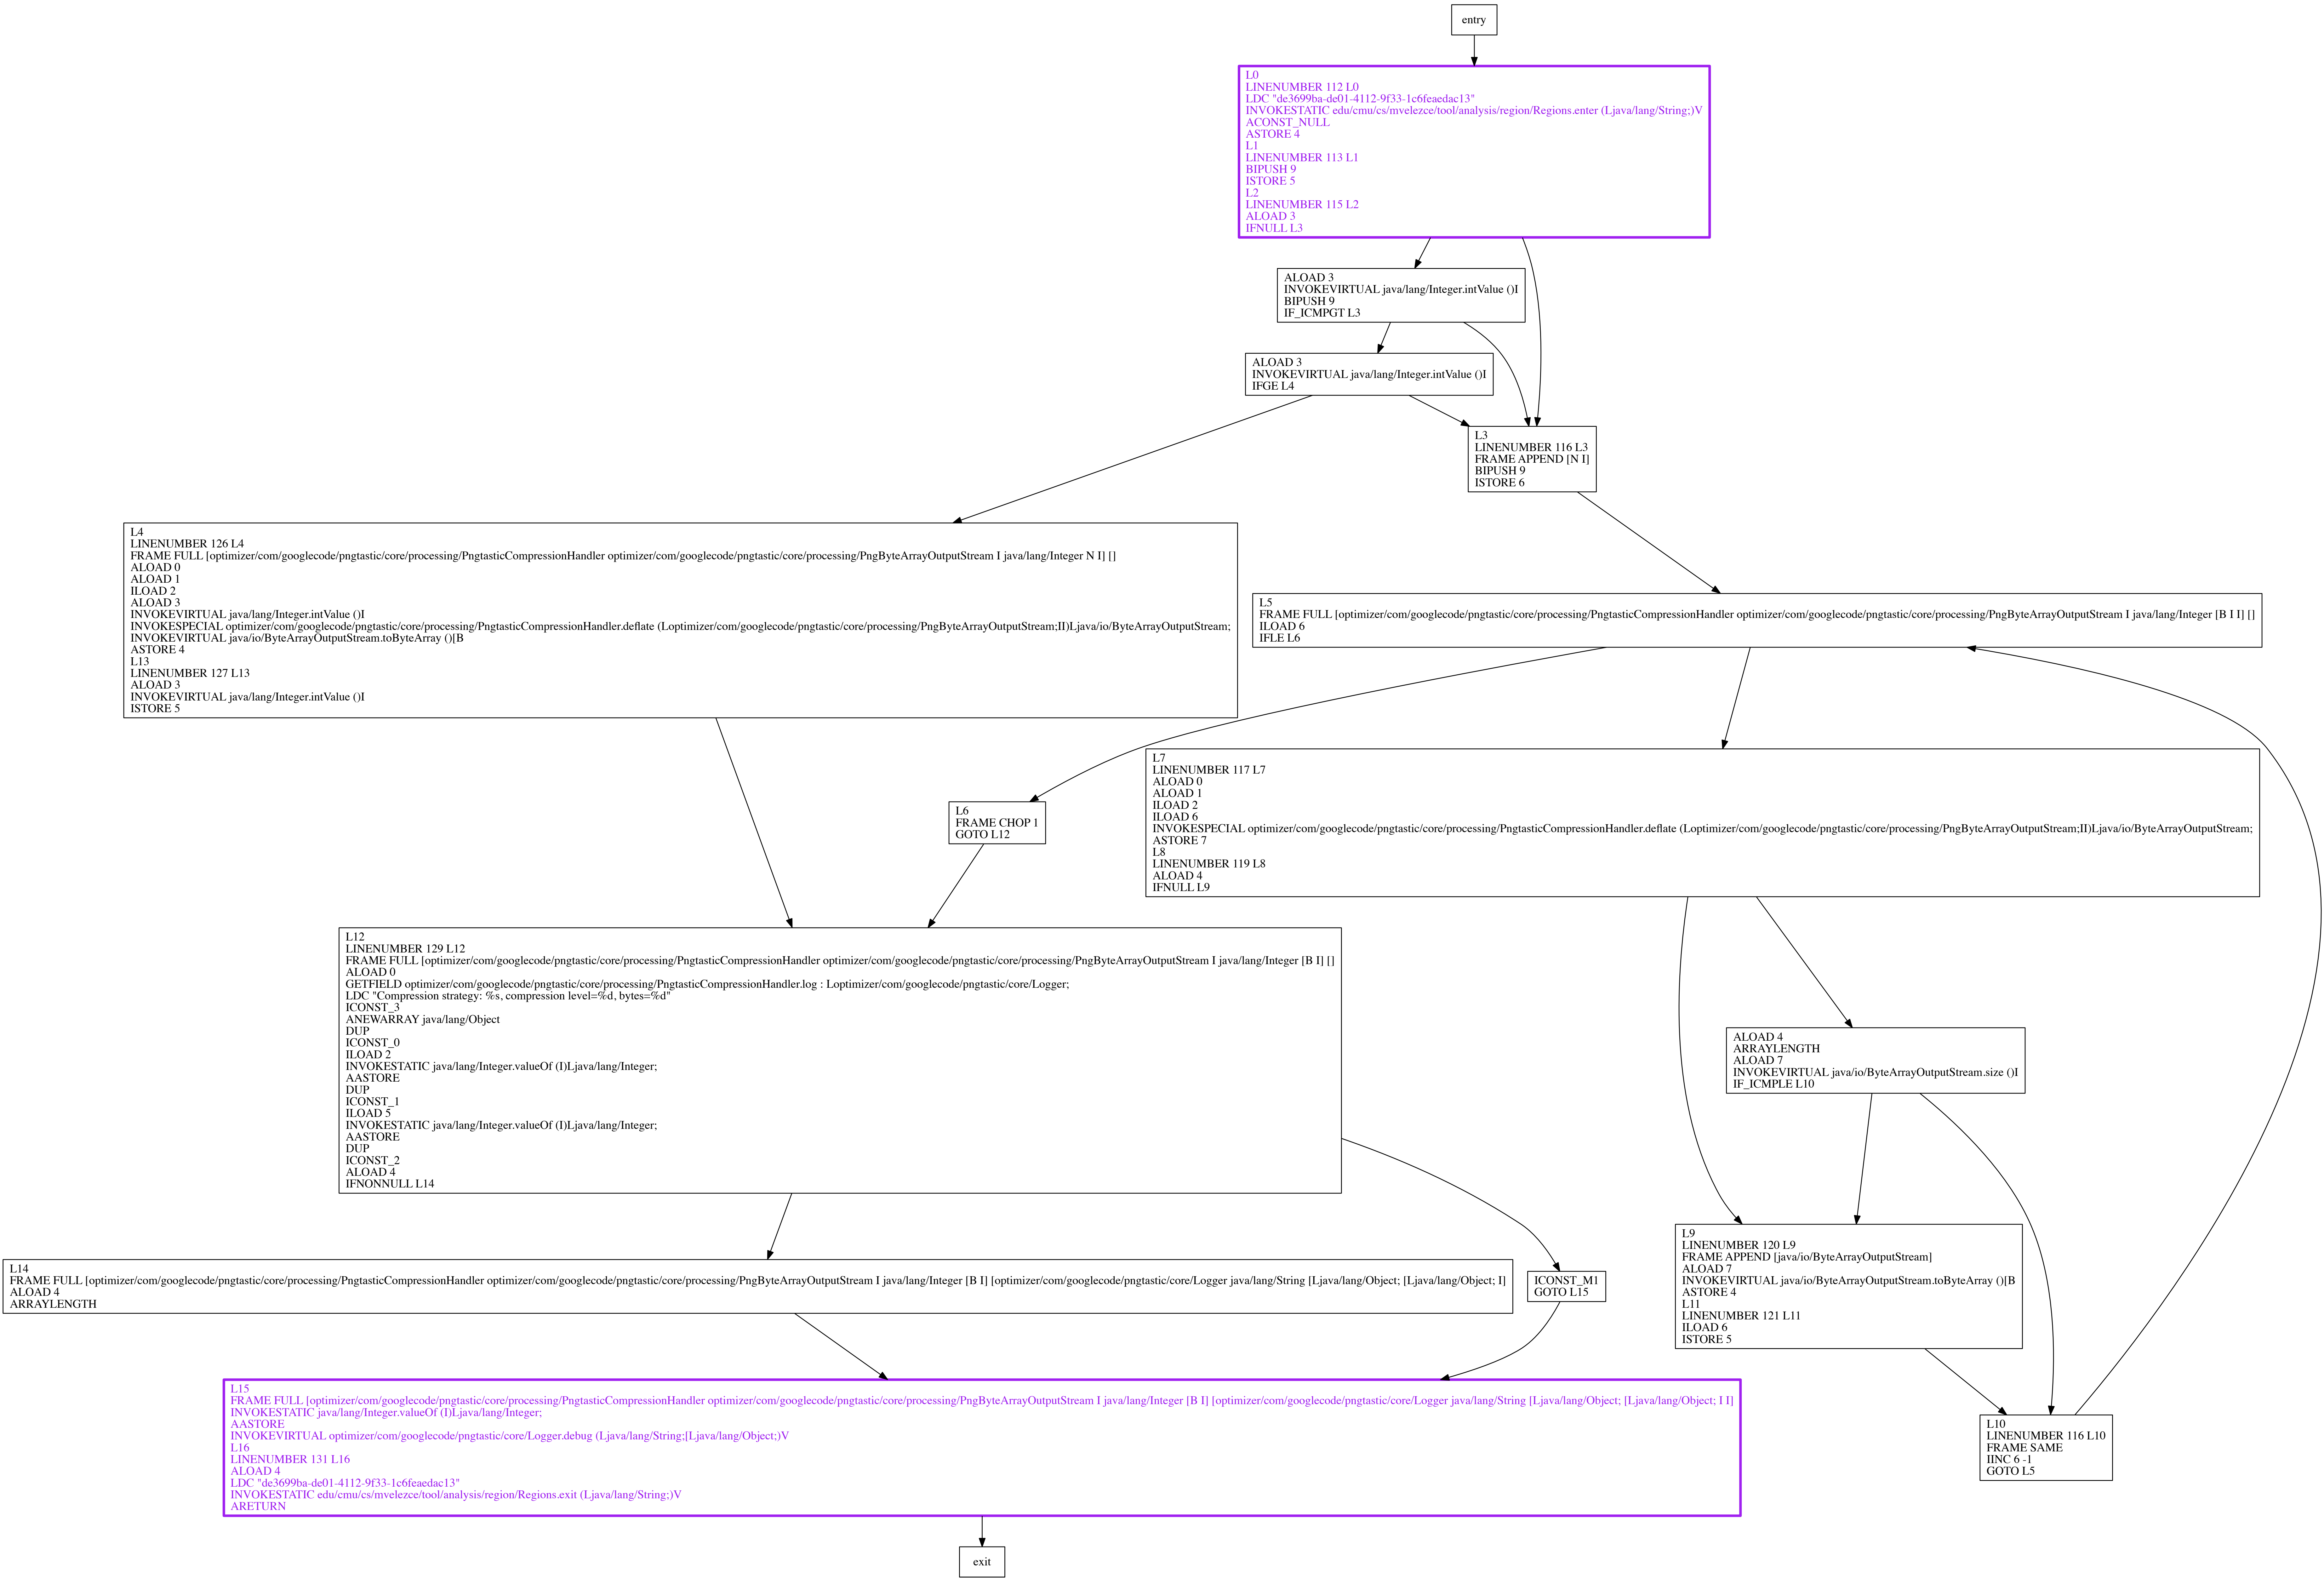 entry
L0
LINENUMBER 112 L0
LDC "de3699ba-de01-4112-9f33-1c6feaedac13"
INVOKESTATIC edu/cmu/cs/mvelezce/tool/analysis/region/Regions.enter (Ljava/lang/String;)V
ACONST_NULL
ASTORE 4
L1
LINENUMBER 113 L1
BIPUSH 9
ISTORE 5
L2
LINENUMBER 115 L2
ALOAD 3
IFNULL L3
ALOAD 3
INVOKEVIRTUAL java/lang/Integer.intValue ()I
BIPUSH 9
IF_ICMPGT L3
ALOAD 3
INVOKEVIRTUAL java/lang/Integer.intValue ()I
IFGE L4
L3
LINENUMBER 116 L3
FRAME APPEND [N I]
BIPUSH 9
ISTORE 6
L4
LINENUMBER 126 L4
FRAME FULL [optimizer/com/googlecode/pngtastic/core/processing/PngtasticCompressionHandler optimizer/com/googlecode/pngtastic/core/processing/PngByteArrayOutputStream I java/lang/Integer N I] []
ALOAD 0
ALOAD 1
ILOAD 2
ALOAD 3
INVOKEVIRTUAL java/lang/Integer.intValue ()I
INVOKESPECIAL optimizer/com/googlecode/pngtastic/core/processing/PngtasticCompressionHandler.deflate (Loptimizer/com/googlecode/pngtastic/core/processing/PngByteArrayOutputStream;II)Ljava/io/ByteArrayOutputStream;
INVOKEVIRTUAL java/io/ByteArrayOutputStream.toByteArray ()[B
ASTORE 4
L13
LINENUMBER 127 L13
ALOAD 3
INVOKEVIRTUAL java/lang/Integer.intValue ()I
ISTORE 5
L5
FRAME FULL [optimizer/com/googlecode/pngtastic/core/processing/PngtasticCompressionHandler optimizer/com/googlecode/pngtastic/core/processing/PngByteArrayOutputStream I java/lang/Integer [B I I] []
ILOAD 6
IFLE L6
L7
LINENUMBER 117 L7
ALOAD 0
ALOAD 1
ILOAD 2
ILOAD 6
INVOKESPECIAL optimizer/com/googlecode/pngtastic/core/processing/PngtasticCompressionHandler.deflate (Loptimizer/com/googlecode/pngtastic/core/processing/PngByteArrayOutputStream;II)Ljava/io/ByteArrayOutputStream;
ASTORE 7
L8
LINENUMBER 119 L8
ALOAD 4
IFNULL L9
L6
FRAME CHOP 1
GOTO L12
L12
LINENUMBER 129 L12
FRAME FULL [optimizer/com/googlecode/pngtastic/core/processing/PngtasticCompressionHandler optimizer/com/googlecode/pngtastic/core/processing/PngByteArrayOutputStream I java/lang/Integer [B I] []
ALOAD 0
GETFIELD optimizer/com/googlecode/pngtastic/core/processing/PngtasticCompressionHandler.log : Loptimizer/com/googlecode/pngtastic/core/Logger;
LDC "Compression strategy: %s, compression level=%d, bytes=%d"
ICONST_3
ANEWARRAY java/lang/Object
DUP
ICONST_0
ILOAD 2
INVOKESTATIC java/lang/Integer.valueOf (I)Ljava/lang/Integer;
AASTORE
DUP
ICONST_1
ILOAD 5
INVOKESTATIC java/lang/Integer.valueOf (I)Ljava/lang/Integer;
AASTORE
DUP
ICONST_2
ALOAD 4
IFNONNULL L14
ALOAD 4
ARRAYLENGTH
ALOAD 7
INVOKEVIRTUAL java/io/ByteArrayOutputStream.size ()I
IF_ICMPLE L10
L9
LINENUMBER 120 L9
FRAME APPEND [java/io/ByteArrayOutputStream]
ALOAD 7
INVOKEVIRTUAL java/io/ByteArrayOutputStream.toByteArray ()[B
ASTORE 4
L11
LINENUMBER 121 L11
ILOAD 6
ISTORE 5
L14
FRAME FULL [optimizer/com/googlecode/pngtastic/core/processing/PngtasticCompressionHandler optimizer/com/googlecode/pngtastic/core/processing/PngByteArrayOutputStream I java/lang/Integer [B I] [optimizer/com/googlecode/pngtastic/core/Logger java/lang/String [Ljava/lang/Object; [Ljava/lang/Object; I]
ALOAD 4
ARRAYLENGTH
ICONST_M1
GOTO L15
L15
FRAME FULL [optimizer/com/googlecode/pngtastic/core/processing/PngtasticCompressionHandler optimizer/com/googlecode/pngtastic/core/processing/PngByteArrayOutputStream I java/lang/Integer [B I] [optimizer/com/googlecode/pngtastic/core/Logger java/lang/String [Ljava/lang/Object; [Ljava/lang/Object; I I]
INVOKESTATIC java/lang/Integer.valueOf (I)Ljava/lang/Integer;
AASTORE
INVOKEVIRTUAL optimizer/com/googlecode/pngtastic/core/Logger.debug (Ljava/lang/String;[Ljava/lang/Object;)V
L16
LINENUMBER 131 L16
ALOAD 4
LDC "de3699ba-de01-4112-9f33-1c6feaedac13"
INVOKESTATIC edu/cmu/cs/mvelezce/tool/analysis/region/Regions.exit (Ljava/lang/String;)V
ARETURN
L10
LINENUMBER 116 L10
FRAME SAME
IINC 6 -1
GOTO L5
exit